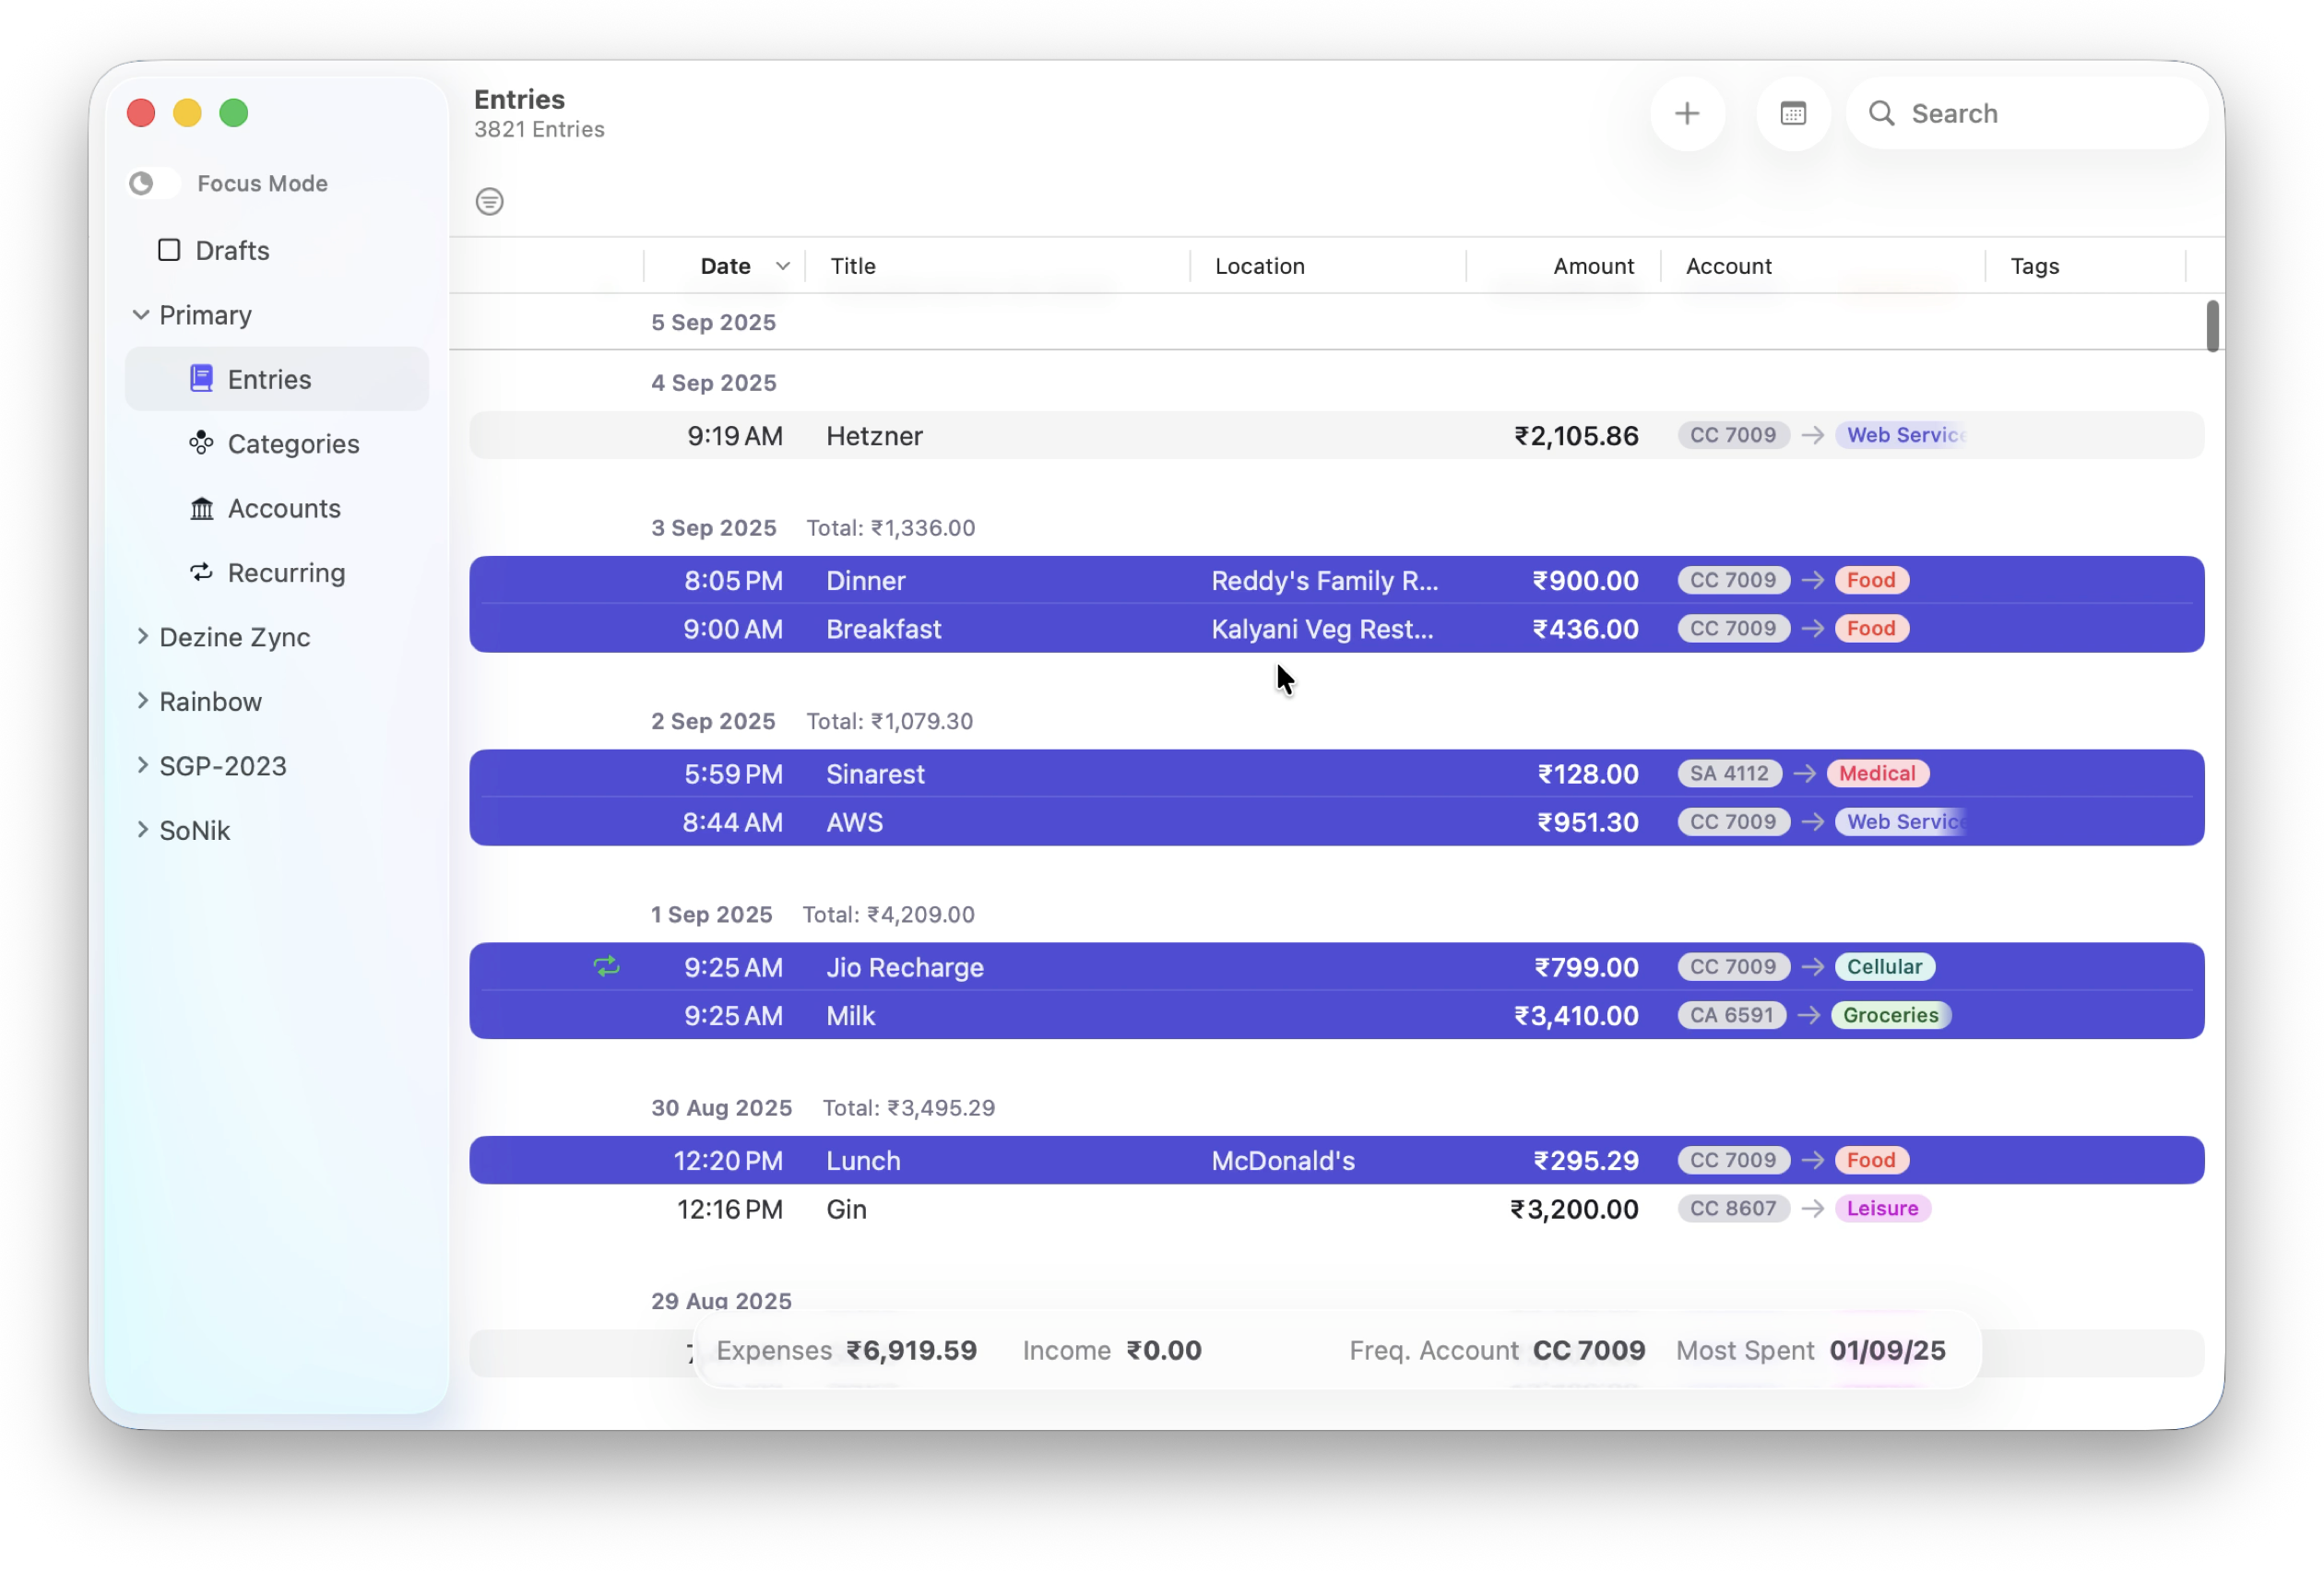 Focus Mode
Drafts
Primary
Entries
Categories
Accounts
Recurring
Dezine Zync
Rainbow
SGP-2023
SoNik
Entries
3821 Entries
Search
Date Title Location Amount Account Tags
5 Sep 2025
4 Sep 2025
9:19 AM Hetzner ₹2,105.86 CC 7009 → Web Service
3 Sep 2025 Total: ₹1,336.00
8:05 PM Dinner Reddy's Family R... ₹900.00 CC 7009 → Food
9:00 AM Breakfast Kalyani Veg Rest... ₹436.00 CC 7009 → Food
2 Sep 2025 Total: ₹1,079.30
5:59 PM Sinarest ₹128.00 SA 4112 → Medical
8:44 AM AWS ₹951.30 CC 7009 → Web Service
1 Sep 2025 Total: ₹4,209.00
9:25 AM Jio Recharge ₹799.00 CC 7009 → Cellular
9:25 AM Milk ₹3,410.00 CA 6591 → Groceries
30 Aug 2025 Total: ₹3,495.29
12:20 PM Lunch McDonald's ₹295.29 CC 7009 → Food
12:16 PM Gin ₹3,200.00 CC 8607 → Leisure
29 Aug 2025
Expenses ₹6,919.59 Income ₹0.00 Freq. Account CC 7009 Most Spent 01/09/25